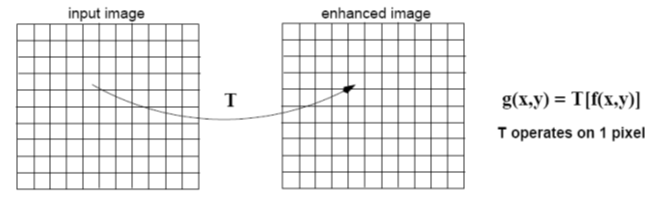 input image
enhanced image
T
g(x,y) = T[f(x,y)]
T operates on 1 pixel